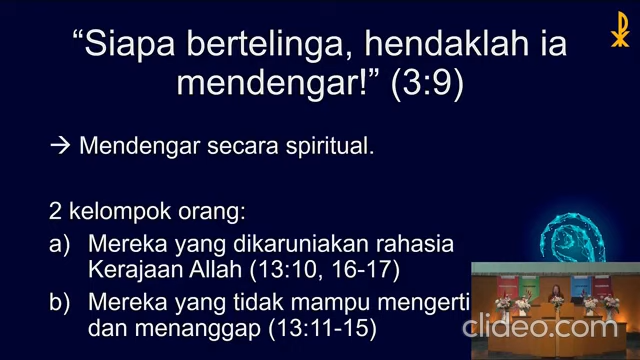 “Siapa bertelinga, hendaklah ia
mendengar!” (3:9)
→ Mendengar secara spiritual.
2 kelompok orang:
a) Mereka yang dikaruniakan rahasia
Kerajaan Allah (13:10, 16-17)
b) Mereka yang tidak mampu mengerti
dan menanggap (13:11-15)
clideo.com